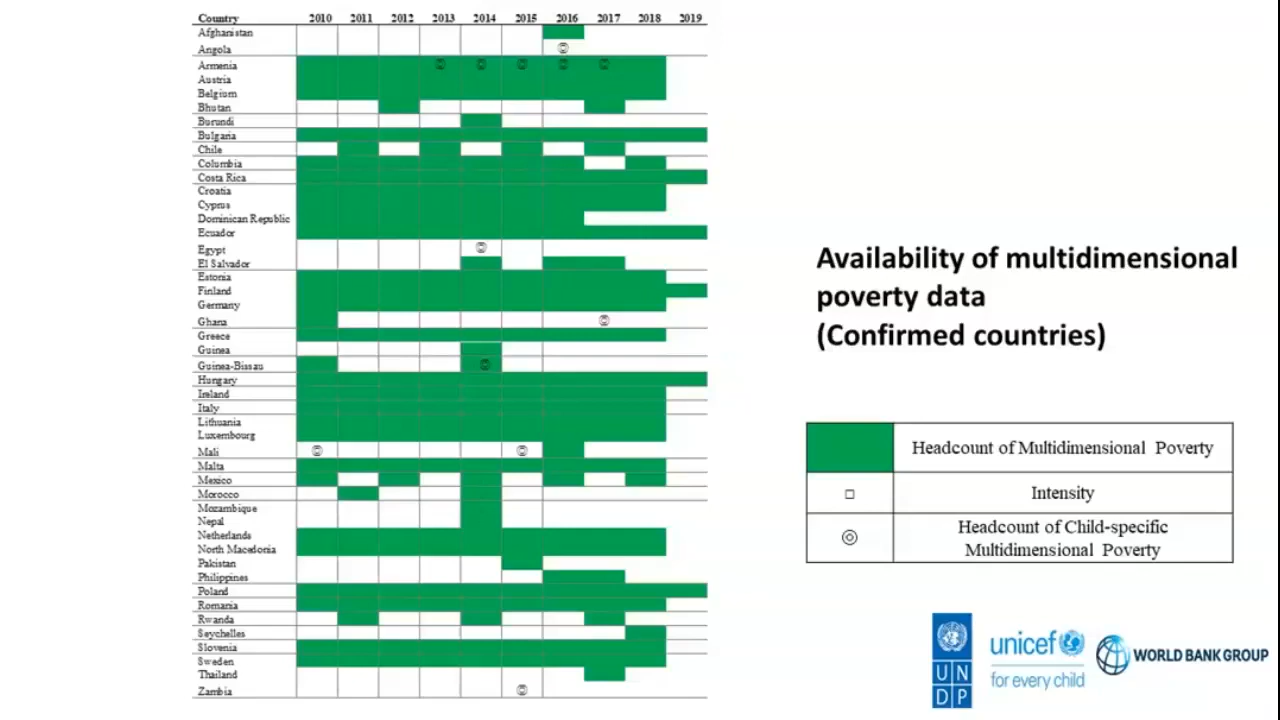 Country 2010 2011 2012 2013 2014 2015 2016 2017 2018 2019
Afghanistan
Angola
Armenia
Austria
Belgium
Bhutan
Burundi
Bulgaria
Chile
Columbia
Costa Rica
Croatia
Cyprus
Dominican Republic
Ecuador
Egypt
El Salvador
Estonia
Finland
Germany
Ghana
Greece
Guinea
Guinea-Bissau
Hungary
Ireland
Italy
Lithuania
Luxembourg
Mali
Malta
Mexico
Morocco
Mozambique
Nepal
Netherlands
North Macedonia
Pakistan
Philippines
Poland
Romania
Rwanda
Seychelles
Slovenia
Sweden
Thailand
Zambia
Availability of multidimensional
poverty data
(Confirmed countries)
Headcount of Multidimensional Poverty
Intensity
Headcount of Child-specific
Multidimensional Poverty
U N
D P
unicef
for every child
WORLD BANK GROUP